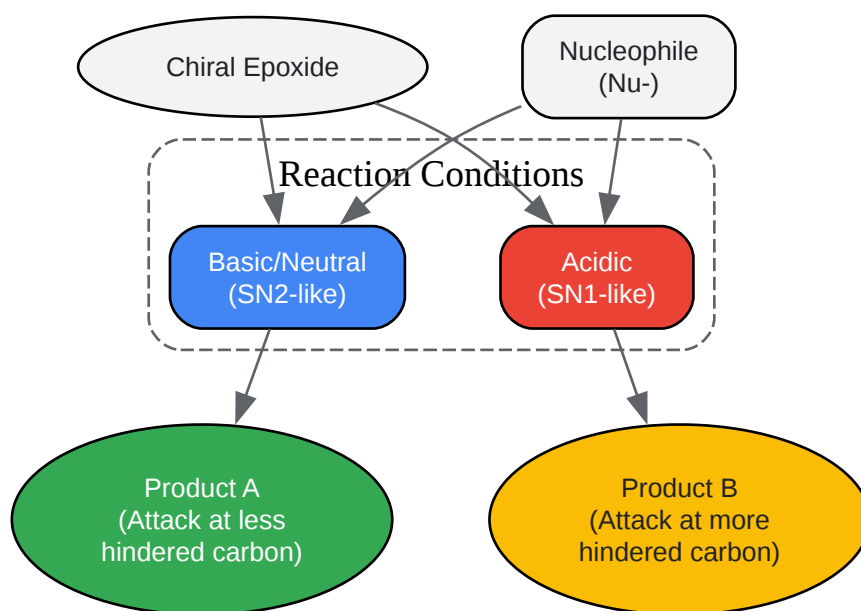 Chiral Epoxide
Nucleophile
(Nu-)
Reaction Conditions
Basic/Neutral
(SN2-like)
Acidic
(SN1-like)
Product A
(Attack at less
hindered carbon)
Product B
(Attack at more
hindered carbon)